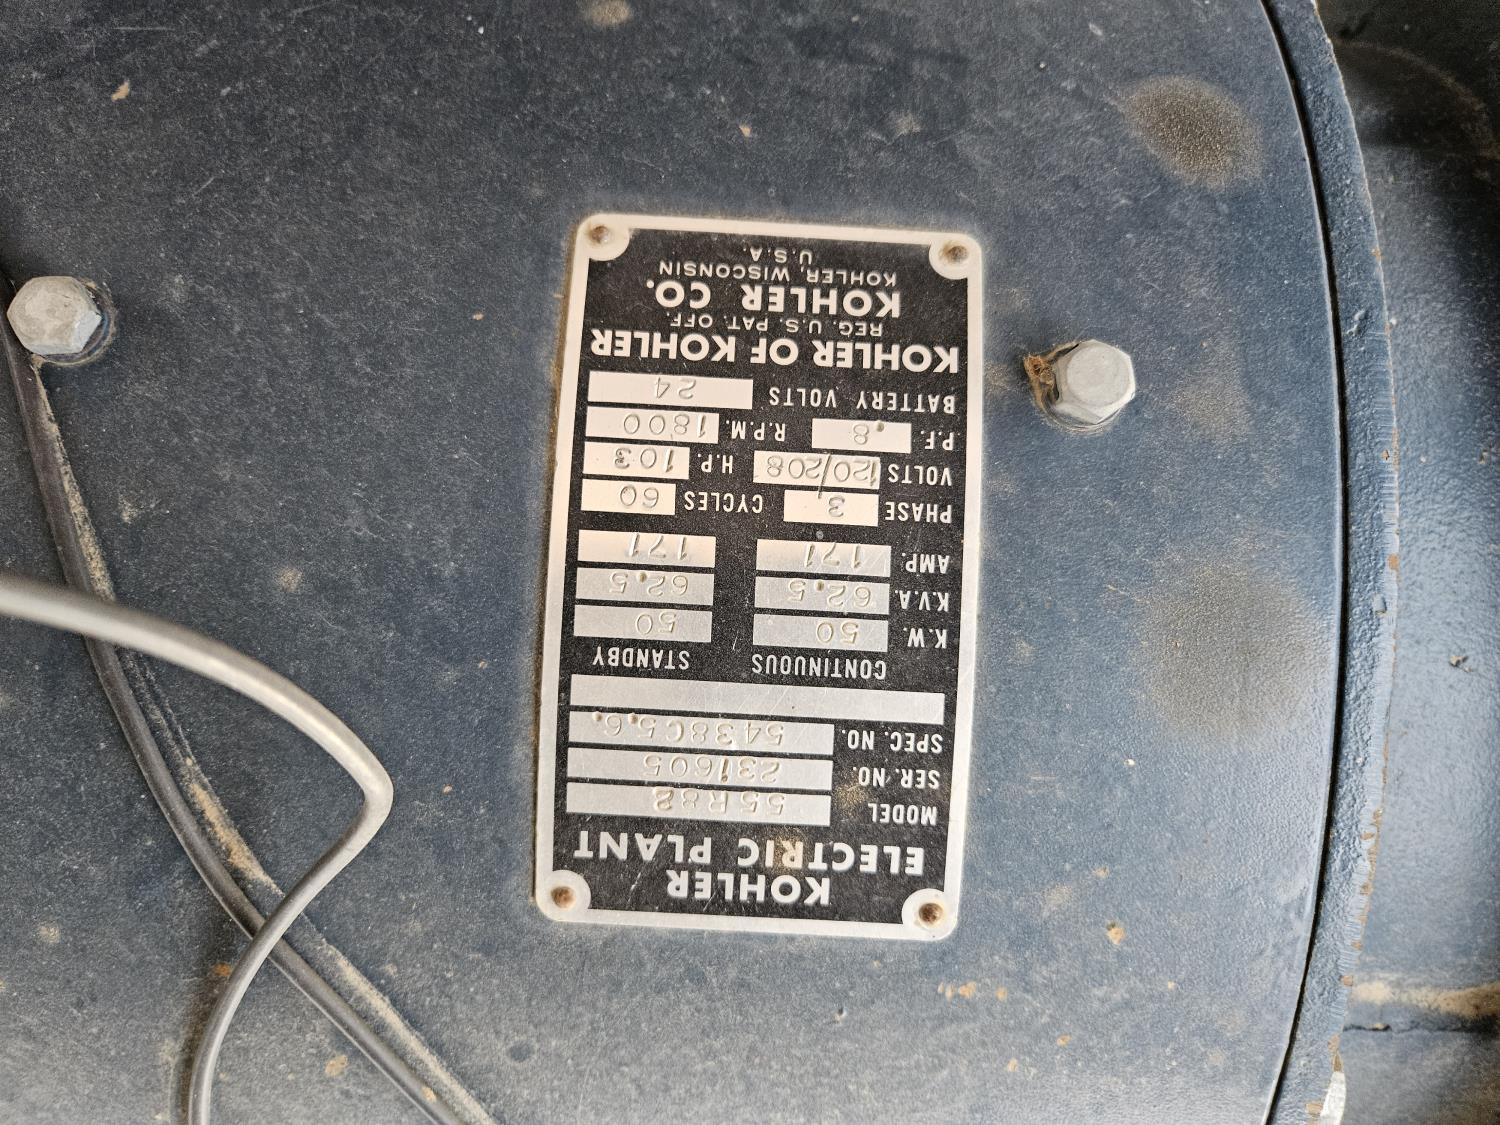 KOHLER
ELECTRIC PLANT
MODEL 55R82
SER. NO. 231605
SPEC. NO. 5438C5,6.
CONTINUOUS STANDBY
K.W. 50 50
K.V.A. 62.5 62.5
AMP. 171 171
PHASE 3 CYCLES 60
VOLTS 120/208 H.P. 103
P.F. .8 R.P.M. 1800
BATTERY VOLTS 24
KOHLER OF KOHLER
REG. U.S. PAT. OFF.
KOHLER CO.
KOHLER, WISCONSIN
U.S.A.